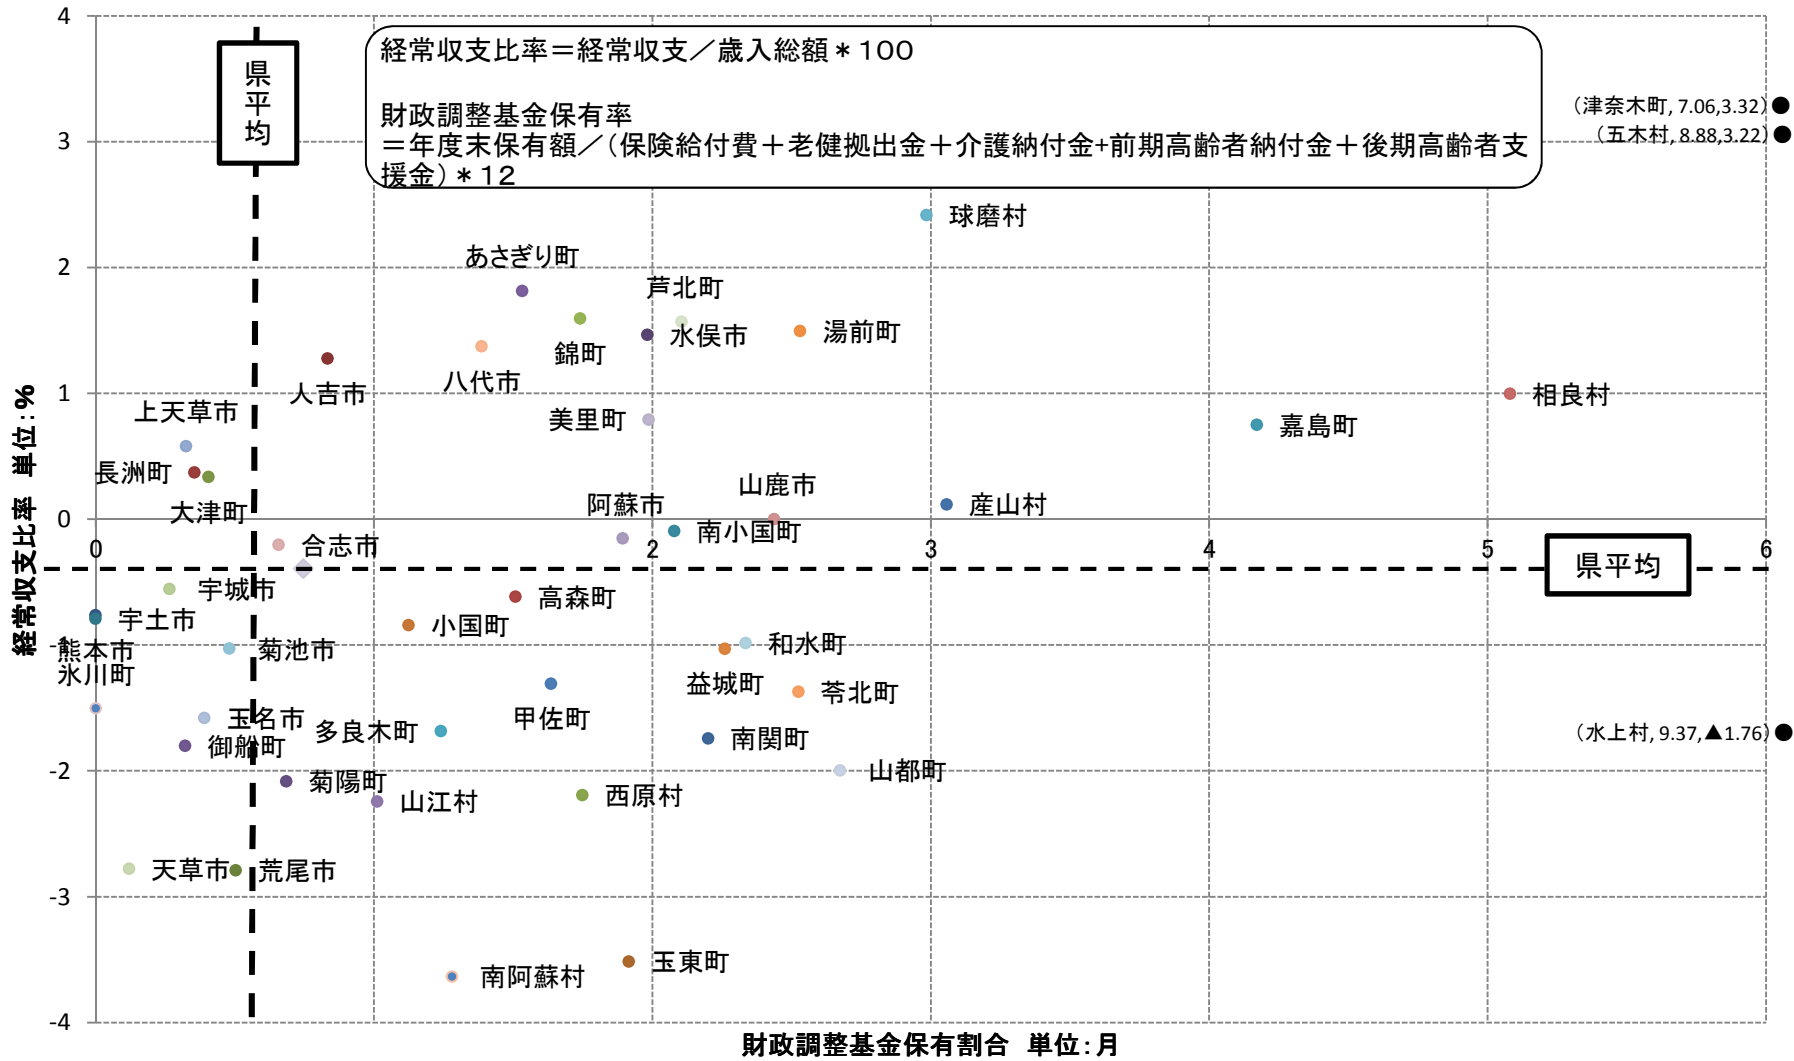 4
経常収支比率＝経常収支／歳入総額＊１００
財政調整基金保有率
＝年度末保有額／（保険給付費＋老健拠出金＋介護納付金+前期高齢者納付金＋後期高齢者支
援金）＊１２
県平均
（津奈木町，7.06,3.32）
3
（五木村，8.88,3.22）
球磨村
2
あさぎり町
芦北町
水俣市
湯前町
錦町
八代市
人吉市
1
相良村
上天草市
美里町
嘉島町
長洲町
山鹿市
大津町
阿蘇市
産山村
0
南小国町
合志市
0
2
3
4
5
6
県平均
宇城市
高森町
宇土市
小国町
-1
熊本市
菊池市
和水町
氷川町
益城町
苓北町
玉名市
多良木町
甲佐町
御船町
南関町
（水上村，9.37,▲1.76）
-2
菊陽町
山都町
山江村
西原村
天草市
荒尾市
-3
玉東町
南阿蘇村
-4
経常収支比率 単位：％
財政調整基金保有割合 単位：月